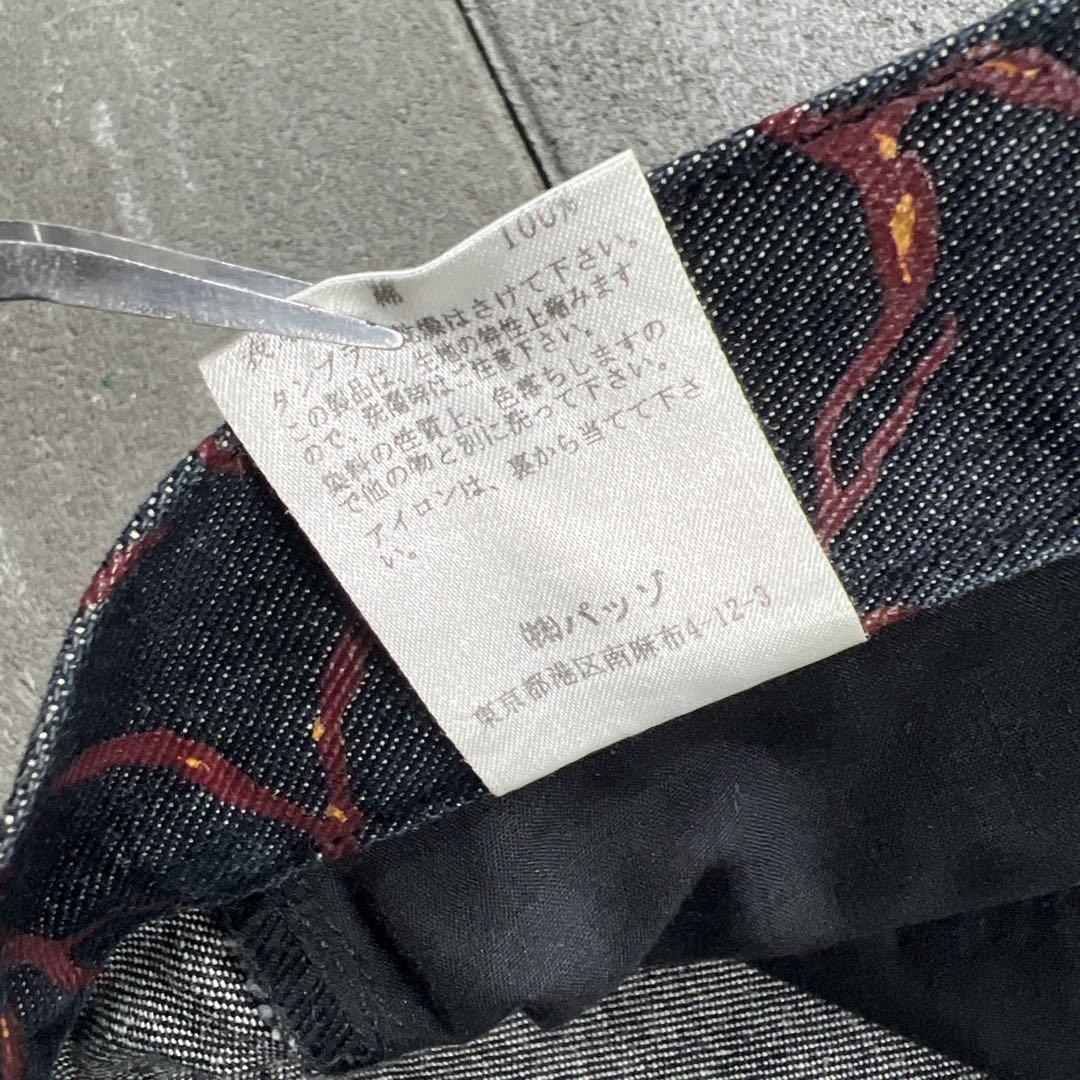 綿 100%
タンブラー乾燥はさけて下さい。
この製品は、生地の特性上縮みます
ので、洗濯時はご注意下さい。
染料の性質上、色落ちしますの
で他の物と別に洗って下さい。
アイロンは、裏から当てて下さ
い。
㈱パッゾ
東京都港区南麻布4-12-3